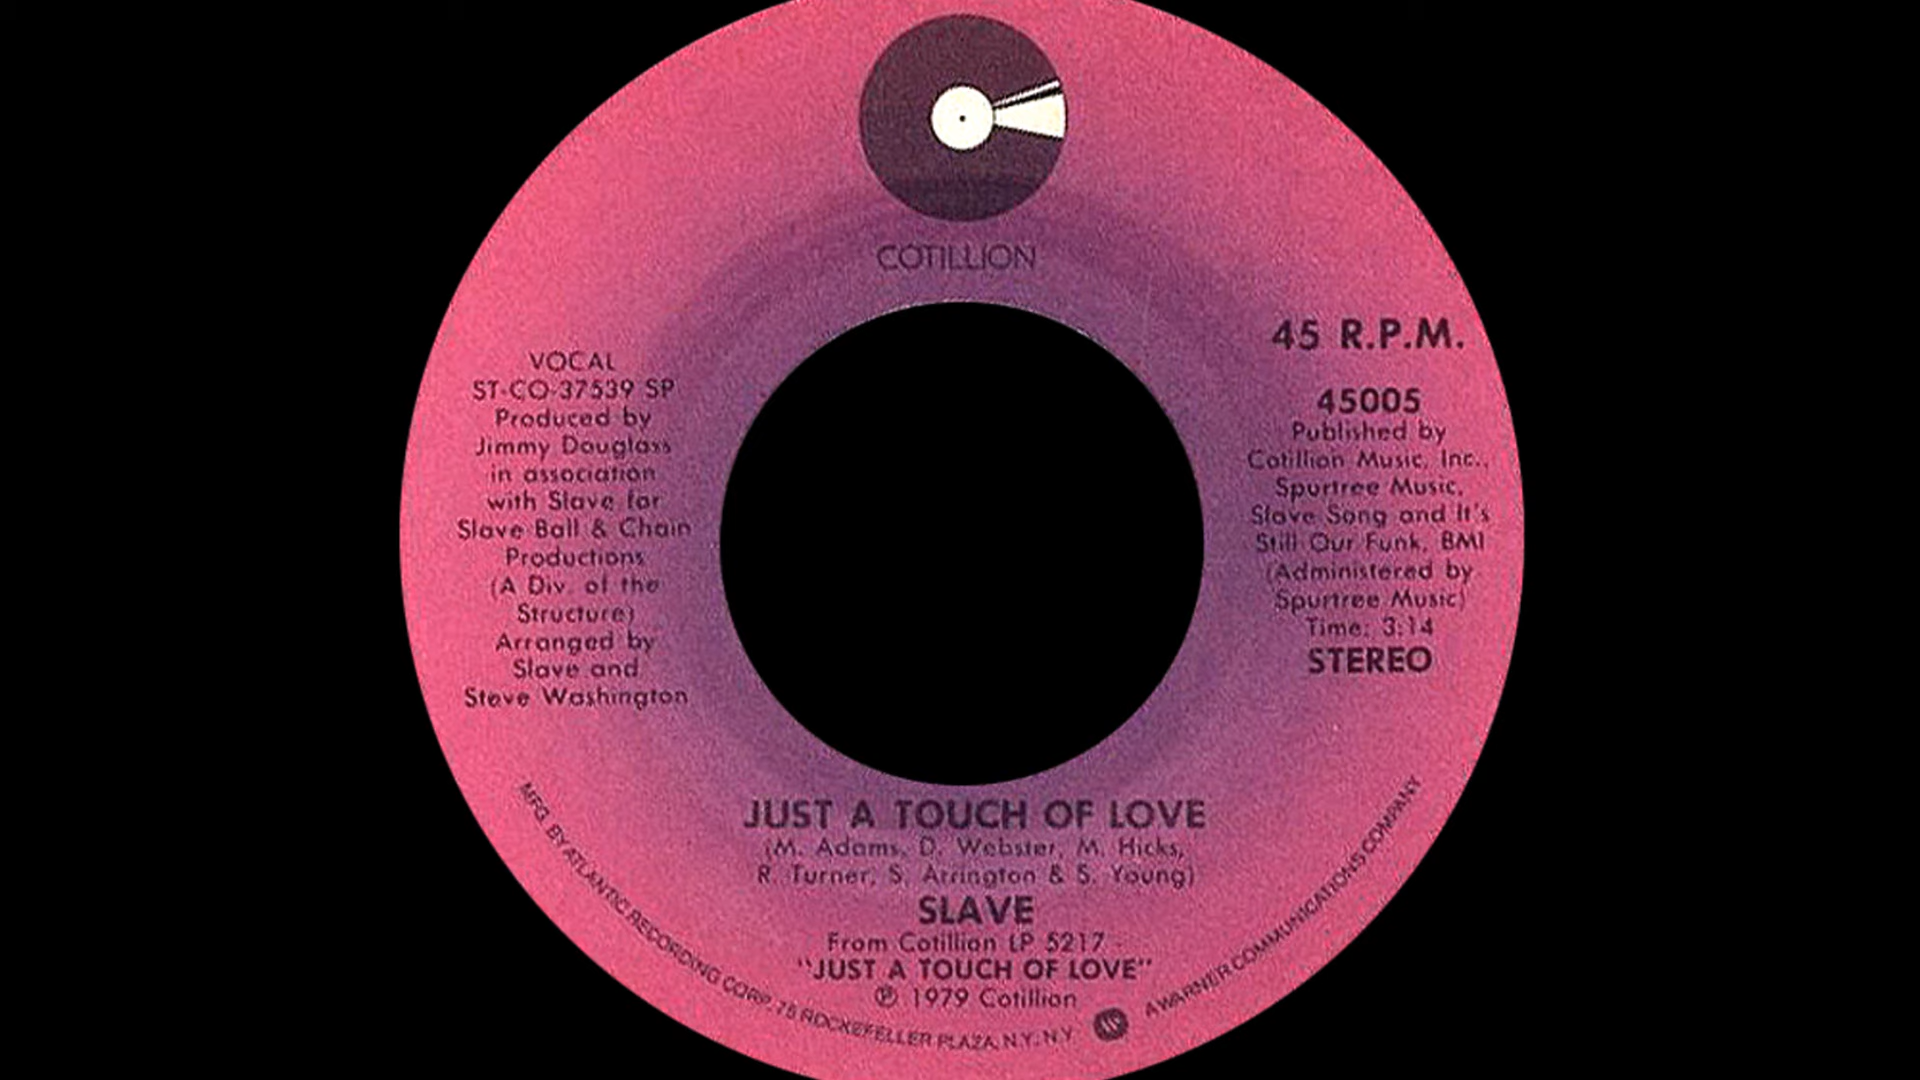 COTILLION
VOCAL
ST-CO-37539 SP
Produced by
Jimmy Douglass
in association
with Slave for
Slave Ball & Chain
Productions
(A Div. of the
Structure)
Arranged by
Slave and
Steve Washington
45 R.P.M.
45005
Published by
Cotillion Music, Inc.,
Spurtree Music,
Slave Song and It's
Still Our Funk, BMI
(Administered by
Spurtree Music)
Time: 3:14
STEREO
JUST A TOUCH OF LOVE
(M. Adams, D. Webster, M. Hicks,
R. Turner, S. Arrington & S. Young)
SLAVE
From Cotillion LP 5217 -
"JUST A TOUCH OF LOVE"
Ⓟ 1979 Cotillion
MFG. BY ATLANTIC RECORDING CORP. 75 ROCKEFELLER PLAZA, N.Y., N.Y. A WARNER COMMUNICATIONS COMPANY